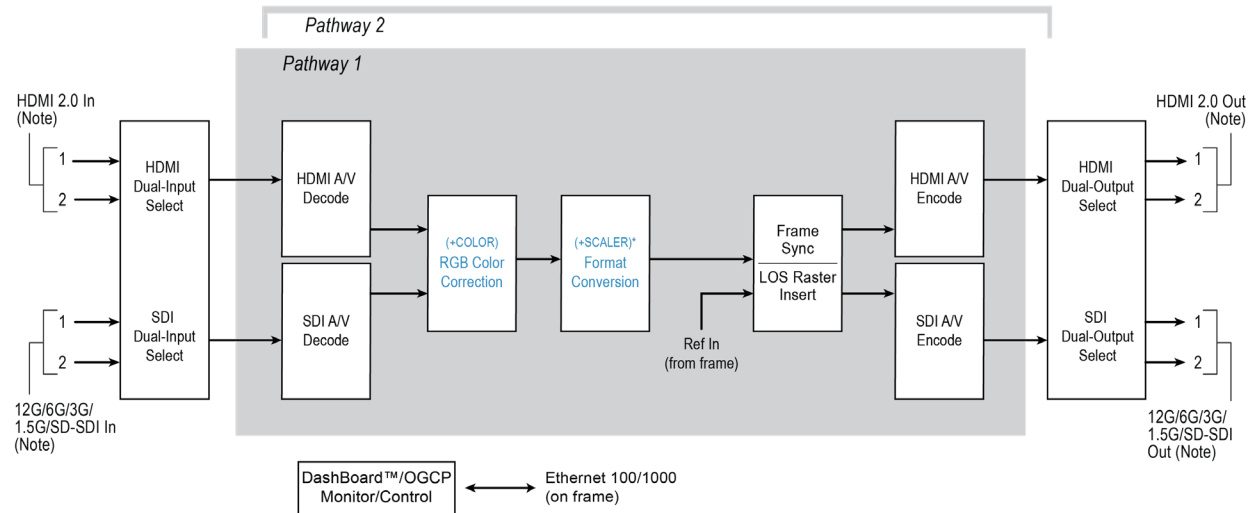 Pathway 2
Pathway 1
HDMI 2.0 In
(Note)
1
2
HDMI
Dual-Input
Select
SDI
Dual-Input
Select
1
2
12G/6G/3G/
1.5G/SD-SDI In
(Note)
HDMI A/V
Decode
SDI A/V
Decode
(+COLOR)
RGB Color
Correction
(+SCALER)*
Format
Conversion
Frame
Sync
LOS Raster
Insert
Ref In
(from frame)
HDMI A/V
Encode
SDI A/V
Encode
HDMI
Dual-Output
Select
SDI
Dual-Output
Select
HDMI 2.0 Out
(Note)
1
2
1
2
12G/6G/3G/
1.5G/SD-SDI
Out (Note)
DashBoard™/OGCP
Monitor/Control
Ethernet 100/1000
(on frame)